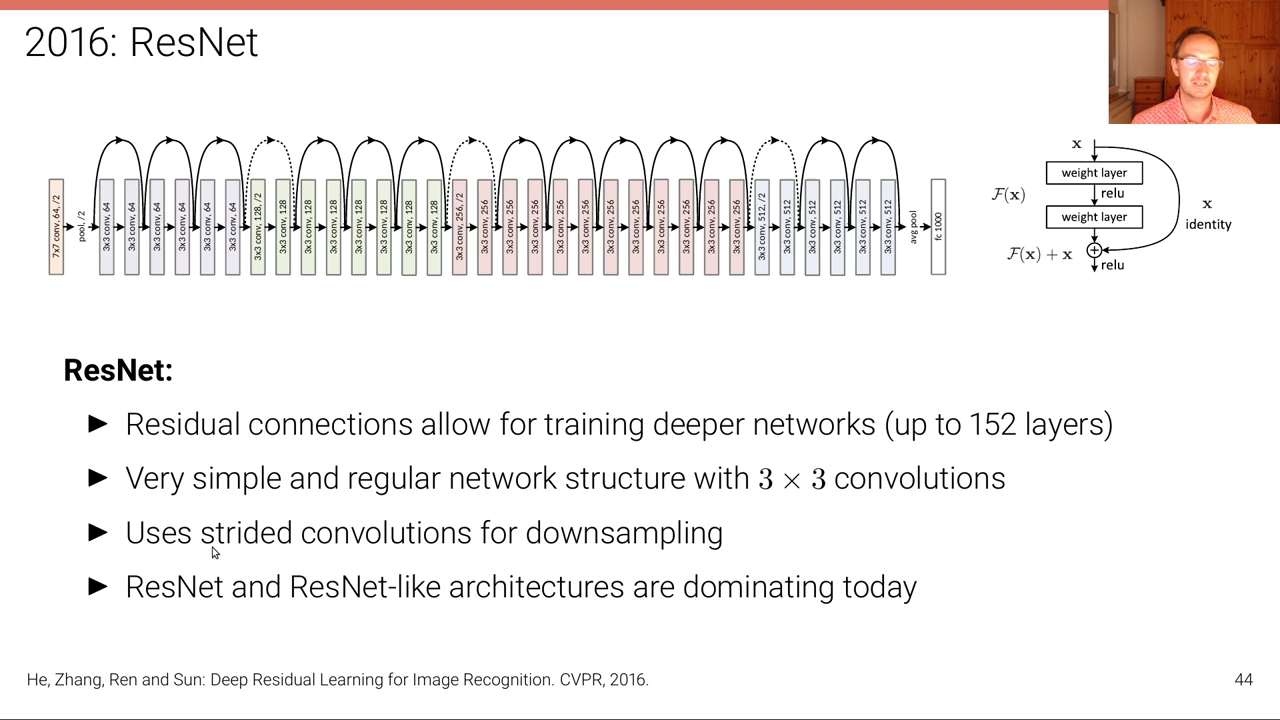 2016: ResNet
7x7 conv, 64, /2
pool, /2
3x3 conv, 64
3x3 conv, 64
3x3 conv, 64
3x3 conv, 64
3x3 conv, 64
3x3 conv, 64
3x3 conv, 128, /2
3x3 conv, 128
3x3 conv, 128
3x3 conv, 128
3x3 conv, 128
3x3 conv, 128
3x3 conv, 128
3x3 conv, 128
3x3 conv, 256, /2
3x3 conv, 256
3x3 conv, 256
3x3 conv, 256
3x3 conv, 256
3x3 conv, 256
3x3 conv, 256
3x3 conv, 256
3x3 conv, 256
3x3 conv, 256
3x3 conv, 256
3x3 conv, 256
3x3 conv, 512, /2
3x3 conv, 512
3x3 conv, 512
3x3 conv, 512
3x3 conv, 512
3x3 conv, 512
avg pool
fc 1000
x
weight layer
F(x)
relu
weight layer
x
identity
F(x) + x
relu
ResNet:
► Residual connections allow for training deeper networks (up to 152 layers)
► Very simple and regular network structure with 3 × 3 convolutions
► Uses strided convolutions for downsampling
► ResNet and ResNet-like architectures are dominating today
He, Zhang, Ren and Sun: Deep Residual Learning for Image Recognition. CVPR, 2016.
44